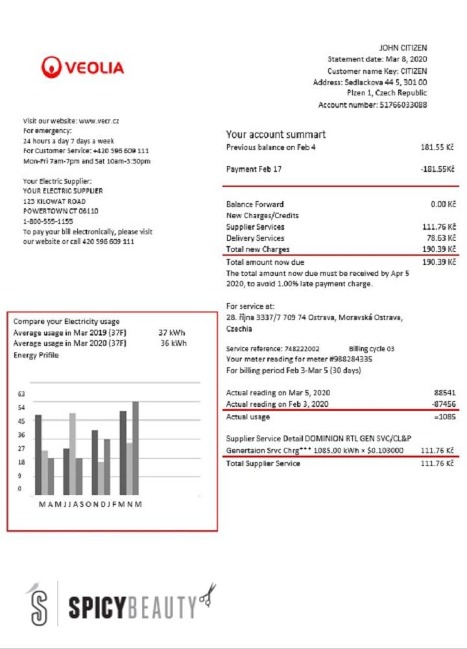 VEOLIA
JOHN CITIZEN
Statement date: Mar 8, 2020
Customer name Key: CITIZEN
Address: Sedlackova 44 5, 301 00
Plzen 1, Czech Republic
Account number: 51766033088
Visit our website: www.vecr.cz
For emergency:
24 hours a day 7 days a week
For Customer Service: +420 596 609 111
Mon-Fri 7am-7pm and Sat 10am-3:30pm
Your Electric Supplier:
YOUR ELECTRIC SUPPLIER
123 KILOWAT ROAD
POWERTOWN CT 06110
1-800-555-1155
To pay your bill electronically, please visit
our website or call 420 596 609 111
Your account summart
Previous balance on Feb 4 181.55 Kč
Payment Feb 17 -181.55Kč
Balance Forward 0.00 Kč
New Charges/Credits
Supplier Services 111.76 Kč
Delivery Services 78.63 Kč
Total new Charges 190.39 Kč
Total amount now due 190.39 Kč
The total amount now due must be received by Apr 5
2020, to avoid 1.00% late payment charge.
For service at:
28. října 3337/7 709 74 Ostrava, Moravská Ostrava,
Czechia
Service reference: 748222002 Billing cycle 03
Your meter reading for meter #988284335
For billing period Feb 3-Mar 5 (30 days)
Actual reading on Mar 5, 2020 88541
Actual reading on Feb 3, 2020 -87456
Actual usage =1085
Supplier Service Detail DOMINION RTL GEN SVC/CL&P
Genertaion Srvc Chrg*** 1085.00 kWh × $0.103000 111.76 Kč
Total Supplier Service 111.76 Kč
Compare your Electricity usage
Average usage in Mar 2019 (37F) 37 kWh
Average usage in Mar 2020 (37F) 36 kWh
Energy Prifile
63
54
45
36
27
18
9
0
M A M J J A S O N D J F M N M
S SPICYBEAUTY